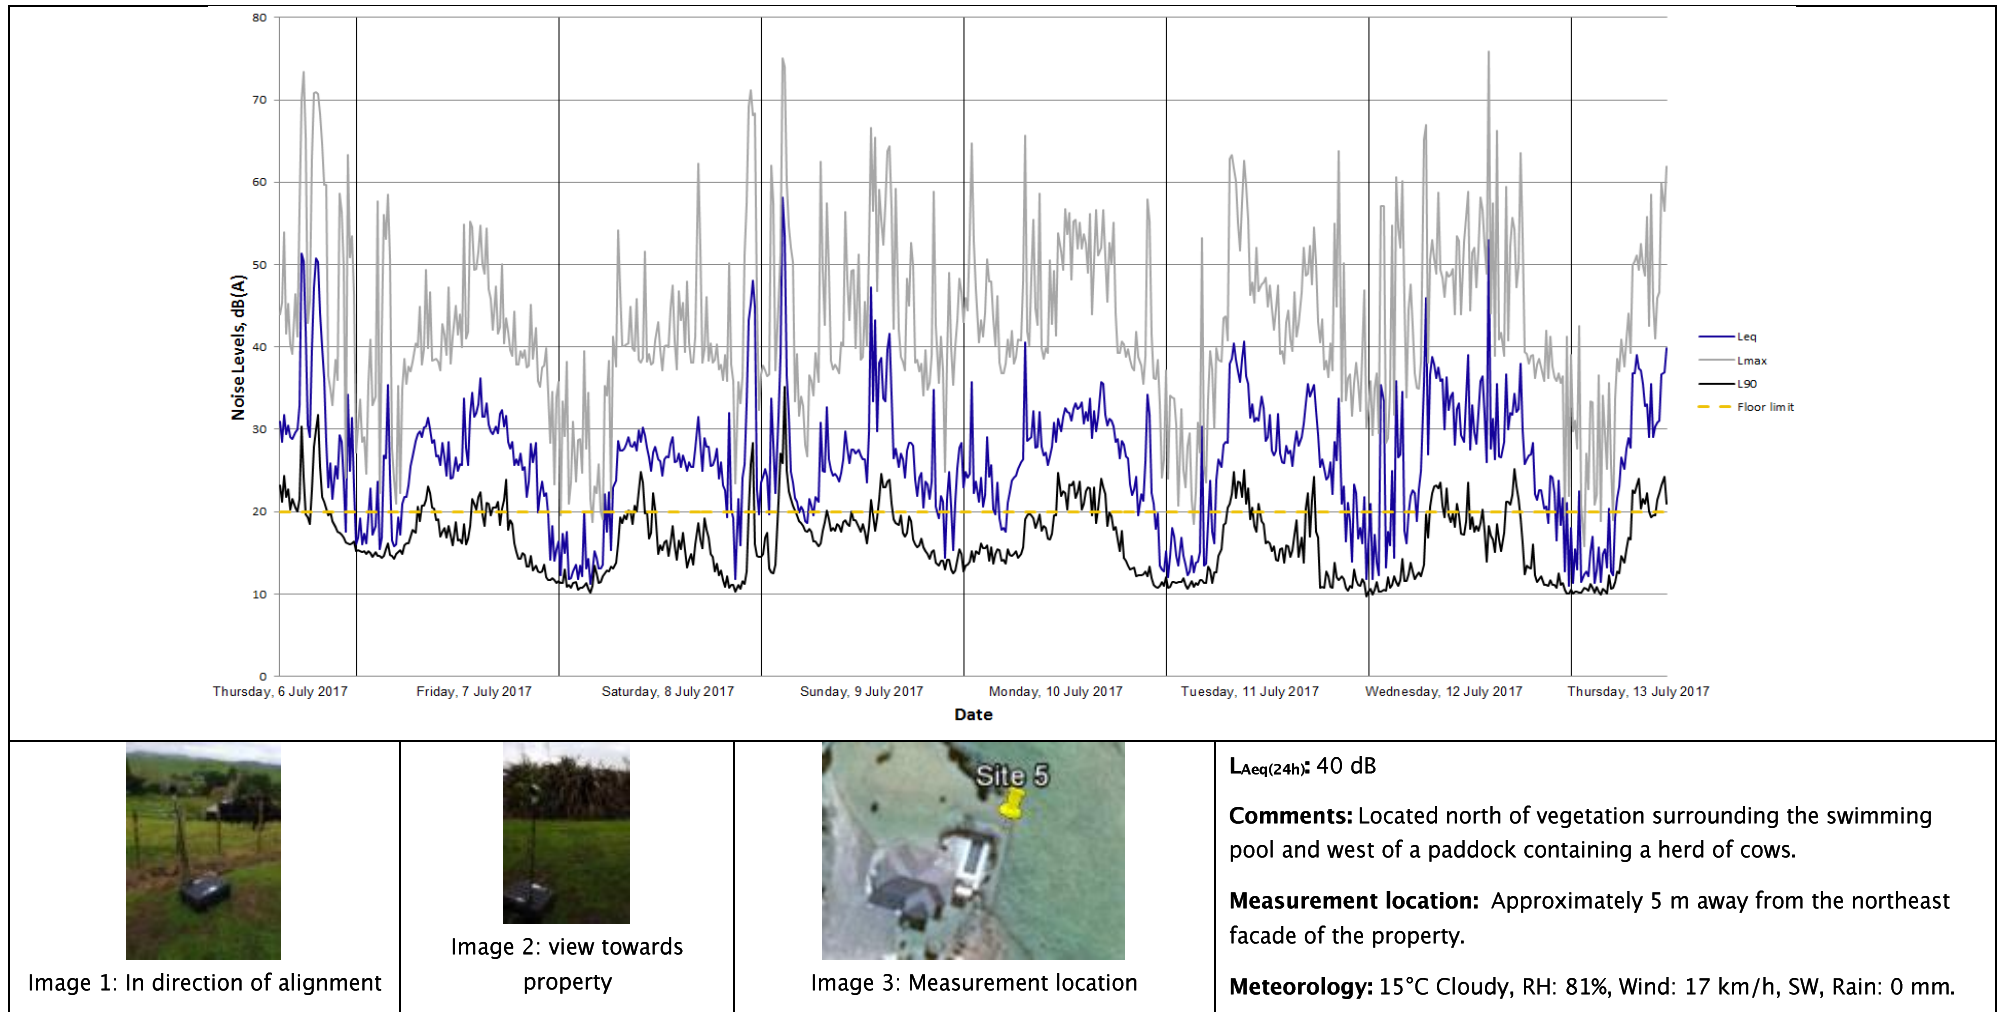 80
70
60
50
40
30
20
10
0
Noise Levels, dB(A)
Thursday, 6 July 2017
Friday, 7 July 2017
Saturday, 8 July 2017
Sunday, 9 July 2017
Monday, 10 July 2017
Tuesday, 11 July 2017
Wednesday, 12 July 2017
Thursday, 13 July 2017
Date
Leq
Lmax
L90
Floor limit
Image 1: In direction of alignment
Image 2: view towards
property
Site 5
Image 3: Measurement location
LAeq(24h): 40 dB
Comments: Located north of vegetation surrounding the swimming
pool and west of a paddock containing a herd of cows.
Measurement location: Approximately 5 m away from the northeast
facade of the property.
Meteorology: 15°C Cloudy, RH: 81%, Wind: 17 km/h, SW, Rain: 0 mm.